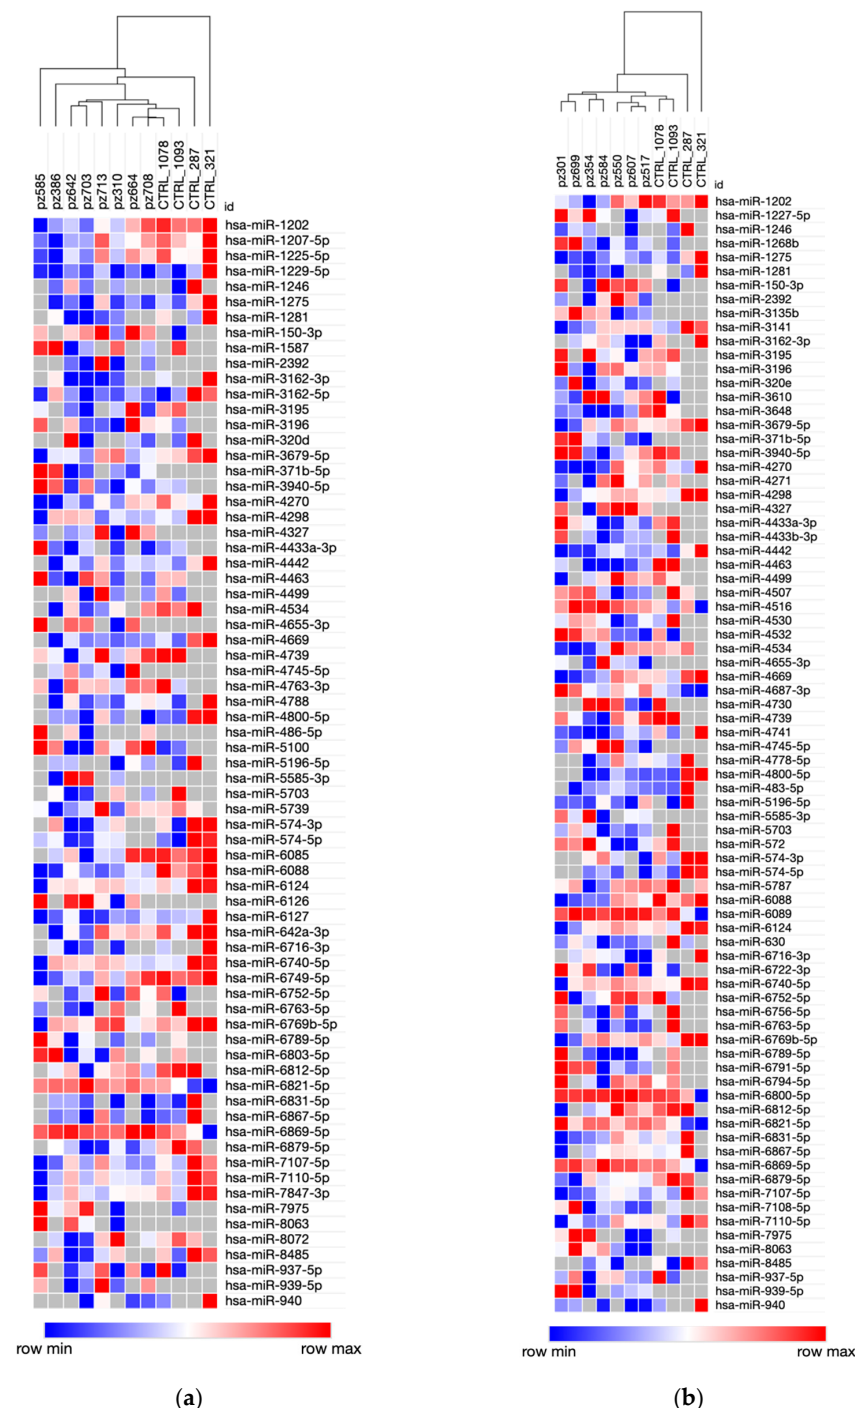 pz585
pz386
pz642
pz703
pz713
pz310
pz664
pz708
CTRL_1078
CTRL_1093
CTRL_287
CTRL_321
id
hsa-miR-1202
hsa-miR-1207-5p
hsa-miR-1225-5p
hsa-miR-1229-5p
hsa-miR-1246
hsa-miR-1275
hsa-miR-1281
hsa-miR-150-3p
hsa-miR-1587
hsa-miR-2392
hsa-miR-3162-3p
hsa-miR-3162-5p
hsa-miR-3195
hsa-miR-3196
hsa-miR-320d
hsa-miR-3679-5p
hsa-miR-371b-5p
hsa-miR-3940-5p
hsa-miR-4270
hsa-miR-4298
hsa-miR-4327
hsa-miR-4433a-3p
hsa-miR-4442
hsa-miR-4463
hsa-miR-4499
hsa-miR-4534
hsa-miR-4655-3p
hsa-miR-4669
hsa-miR-4739
hsa-miR-4745-5p
hsa-miR-4763-3p
hsa-miR-4788
hsa-miR-4800-5p
hsa-miR-486-5p
hsa-miR-5100
hsa-miR-5196-5p
hsa-miR-5585-3p
hsa-miR-5703
hsa-miR-5739
hsa-miR-574-3p
hsa-miR-574-5p
hsa-miR-6085
hsa-miR-6088
hsa-miR-6124
hsa-miR-6126
hsa-miR-6127
hsa-miR-642a-3p
hsa-miR-6716-3p
hsa-miR-6740-5p
hsa-miR-6749-5p
hsa-miR-6752-5p
hsa-miR-6763-5p
hsa-miR-6769b-5p
hsa-miR-6789-5p
hsa-miR-6803-5p
hsa-miR-6812-5p
hsa-miR-6821-5p
hsa-miR-6831-5p
hsa-miR-6867-5p
hsa-miR-6869-5p
hsa-miR-6879-5p
hsa-miR-7107-5p
hsa-miR-7110-5p
hsa-miR-7847-3p
hsa-miR-7975
hsa-miR-8063
hsa-miR-8072
hsa-miR-8485
hsa-miR-937-5p
hsa-miR-939-5p
hsa-miR-940
row min
row max
(a)
pz301
pz699
pz354
pz584
pz550
pz607
pz517
CTRL_1078
CTRL_1093
CTRL_287
CTRL_321
id
hsa-miR-1202
hsa-miR-1227-5p
hsa-miR-1246
hsa-miR-1268b
hsa-miR-1275
hsa-miR-1281
hsa-miR-150-3p
hsa-miR-2392
hsa-miR-3135b
hsa-miR-3141
hsa-miR-3162-3p
hsa-miR-3195
hsa-miR-3196
hsa-miR-320e
hsa-miR-3610
hsa-miR-3648
hsa-miR-3679-5p
hsa-miR-371b-5p
hsa-miR-3940-5p
hsa-miR-4270
hsa-miR-4271
hsa-miR-4298
hsa-miR-4327
hsa-miR-4433a-3p
hsa-miR-4433b-3p
hsa-miR-4442
hsa-miR-4463
hsa-miR-4499
hsa-miR-4507
hsa-miR-4516
hsa-miR-4530
hsa-miR-4532
hsa-miR-4534
hsa-miR-4655-3p
hsa-miR-4669
hsa-miR-4687-3p
hsa-miR-4730
hsa-miR-4739
hsa-miR-4741
hsa-miR-4745-5p
hsa-miR-4778-5p
hsa-miR-4800-5p
hsa-miR-483-5p
hsa-miR-5196-5p
hsa-miR-5585-3p
hsa-miR-5703
hsa-miR-572
hsa-miR-574-3p
hsa-miR-574-5p
hsa-miR-5787
hsa-miR-6088
hsa-miR-6089
hsa-miR-6124
hsa-miR-630
hsa-miR-6716-3p
hsa-miR-6722-3p
hsa-miR-6740-5p
hsa-miR-6752-5p
hsa-miR-6756-5p
hsa-miR-6763-5p
hsa-miR-6769b-5p
hsa-miR-6789-5p
hsa-miR-6791-5p
hsa-miR-6794-5p
hsa-miR-6800-5p
hsa-miR-6812-5p
hsa-miR-6821-5p
hsa-miR-6831-5p
hsa-miR-6867-5p
hsa-miR-6869-5p
hsa-miR-6879-5p
hsa-miR-7107-5p
hsa-miR-7108-5p
hsa-miR-7110-5p
hsa-miR-7975
hsa-miR-8063
hsa-miR-8485
hsa-miR-937-5p
hsa-miR-939-5p
hsa-miR-940
row min
row max
(b)